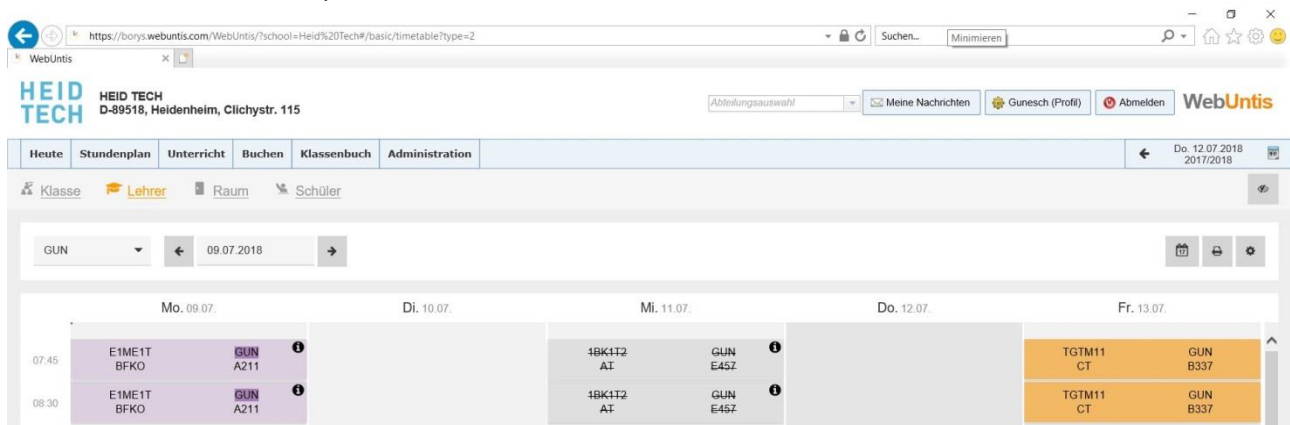 https://borys.webuntis.com/WebUntis/?school=Heid%20Tech#/basic/timetable?type=2
Suchen...
Minimieren
WebUntis
HEID TECH
HEID TECH
D-89518, Heidenheim, Clichystr. 115
Abteilungsauswahl
Meine Nachrichten
Gunesch (Profil)
Abmelden
WebUntis
Heute Stundenplan Unterricht Buchen Klassenbuch Administration
Do. 12.07.2018
2017/2018
Klasse Lehrer Raum Schüler
GUN 09.07.2018
Mo. 09.07. Di. 10.07. Mi. 11.07. Do. 12.07. Fr. 13.07.
07:45
E1ME1T GUN
BFKO A211
1BK1T2 GUN
AT E457
TGTM11 GUN
CT B337
08:30
E1ME1T GUN
BFKO A211
1BK1T2 GUN
AT E457
TGTM11 GUN
CT B337